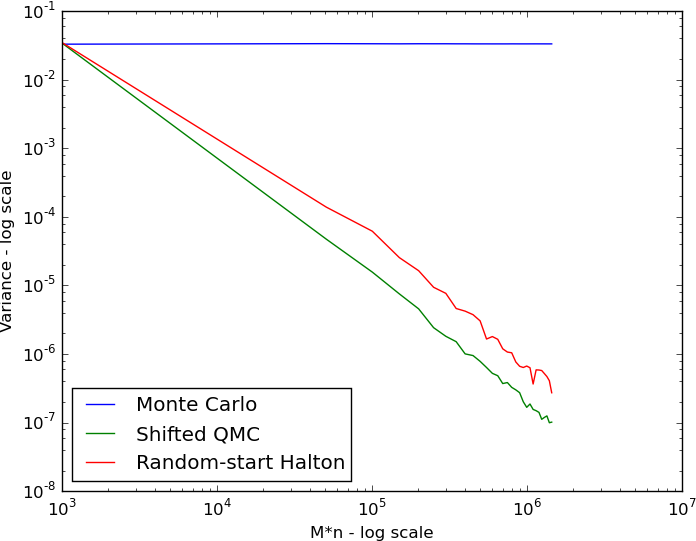 10^-1
10^-2
10^-3
10^-4
10^-5
10^-6
10^-7
10^-8
Variance - log scale
Monte Carlo
Shifted QMC
Random-start Halton
10^3 10^4 10^5 10^6 10^7
M*n - log scale